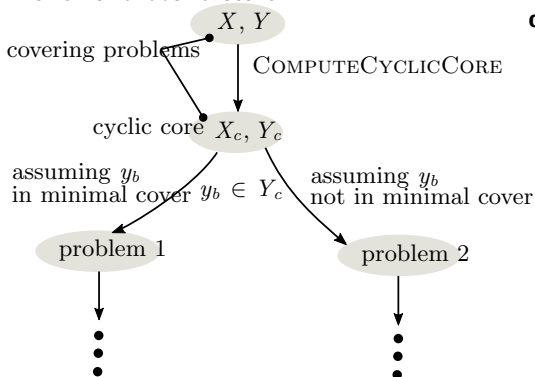 X, Y
covering problems
COMPUTECYCLICCORE
cyclic core
X_c, Y_c
assuming y_b
in minimal cover
y_b ∈ Y_c
assuming y_b
not in minimal cover
problem 1
problem 2